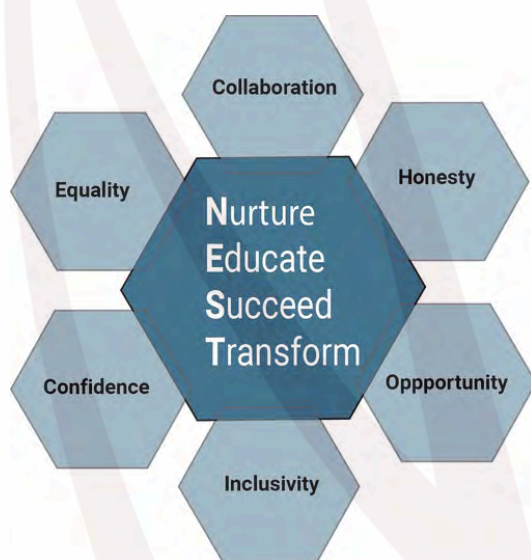 Collaboration
Honesty
Equality
Nurture
Educate
Succeed
Transform
Confidence
Oppportunity
Inclusivity